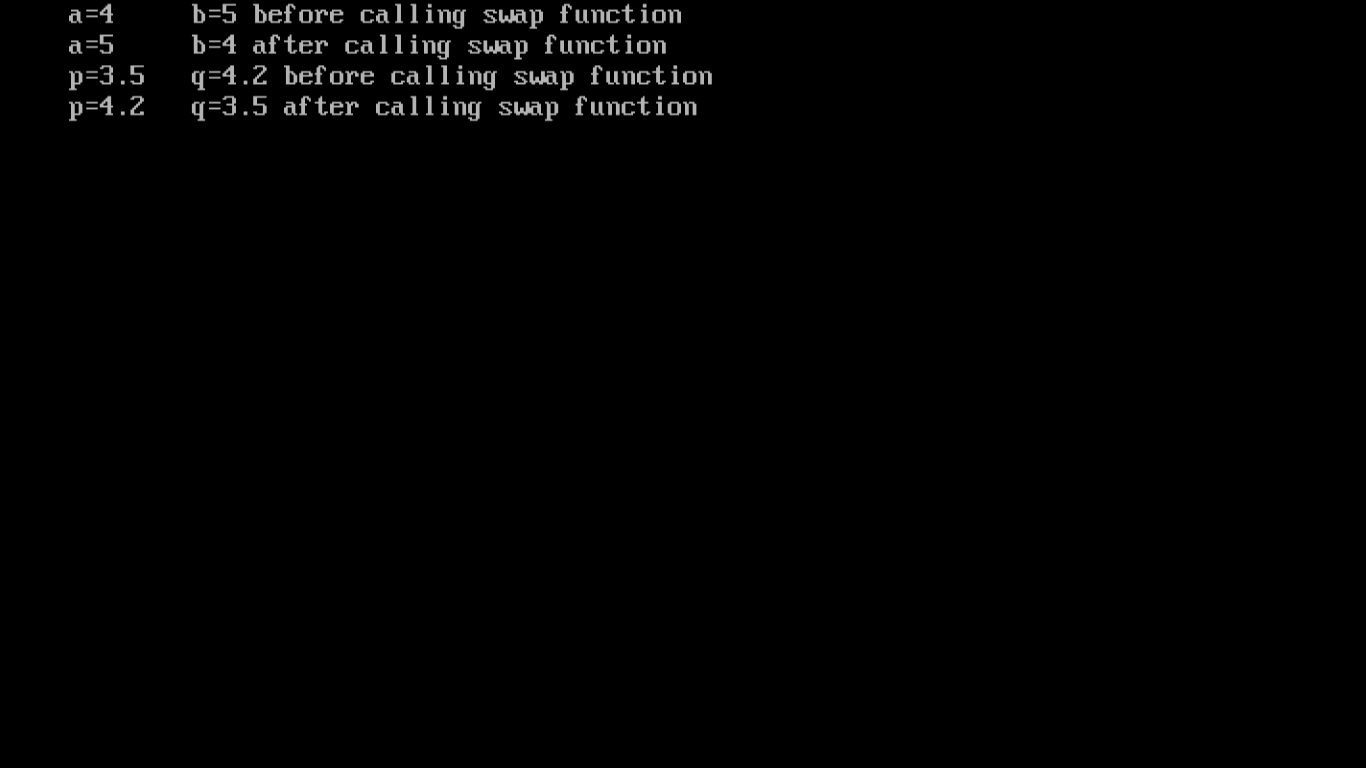 a=4     b=5 before calling swap function
a=5     b=4 after calling swap function
p=3.5   q=4.2 before calling swap function
p=4.2   q=3.5 after calling swap function